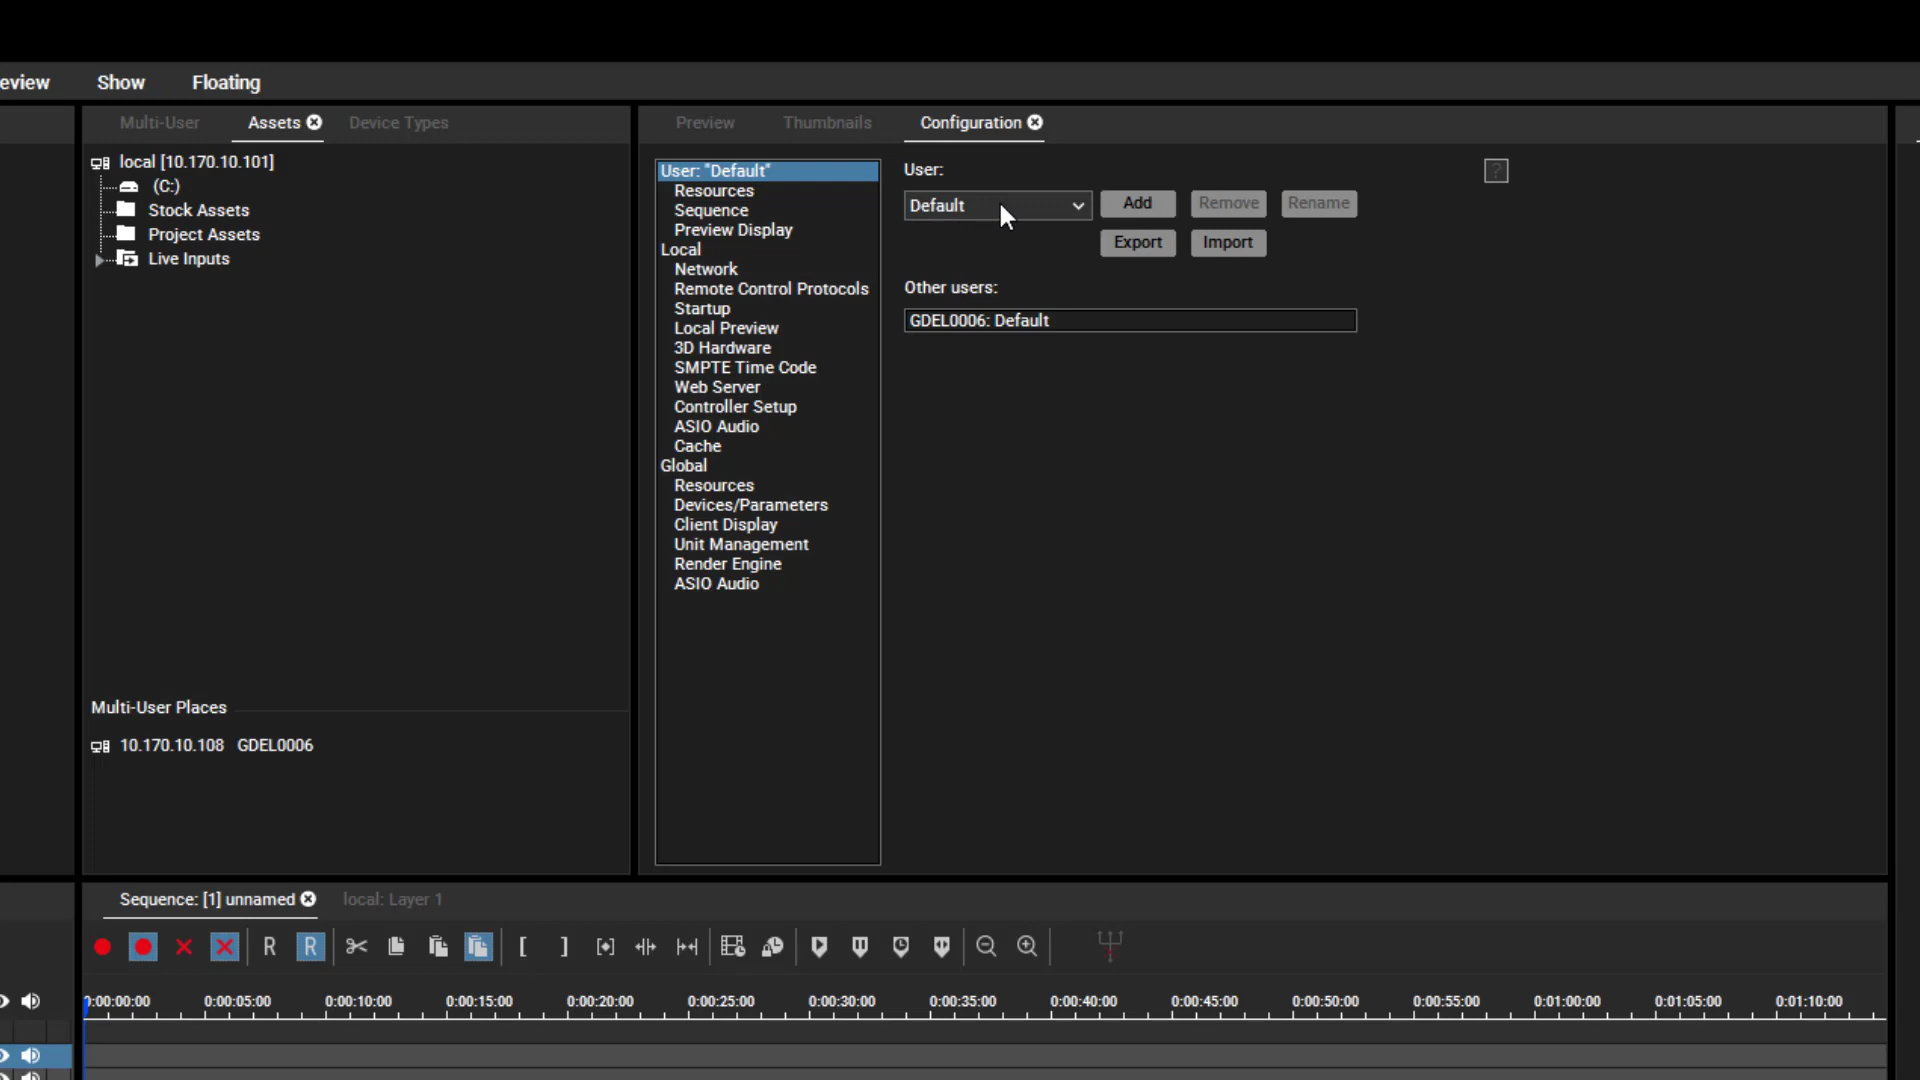 eview Show Floating
Multi-User Assets Device Types
Preview Thumbnails Configuration
local [10.170.10.101]
(C:)
Stock Assets
Project Assets
Live Inputs
Multi-User Places
10.170.10.108 GDEL0006
User: "Default"
Resources
Sequence
Preview Display
Local
Network
Remote Control Protocols
Startup
Local Preview
3D Hardware
SMPTE Time Code
Web Server
Controller Setup
ASIO Audio
Cache
Global
Resources
Devices/Parameters
Client Display
Unit Management
Render Engine
ASIO Audio
User:
?
Default Add Remove Rename
Export Import
Other users:
GDEL0006: Default
Sequence: [1] unnamed local: Layer 1
R R [ ]
0:00:00:00 0:00:05:00 0:00:10:00 0:00:15:00 0:00:20:00 0:00:25:00 0:00:30:00 0:00:35:00 0:00:40:00 0:00:45:00 0:00:50:00 0:00:55:00 0:01:00:00 0:01:05:00 0:01:10:00